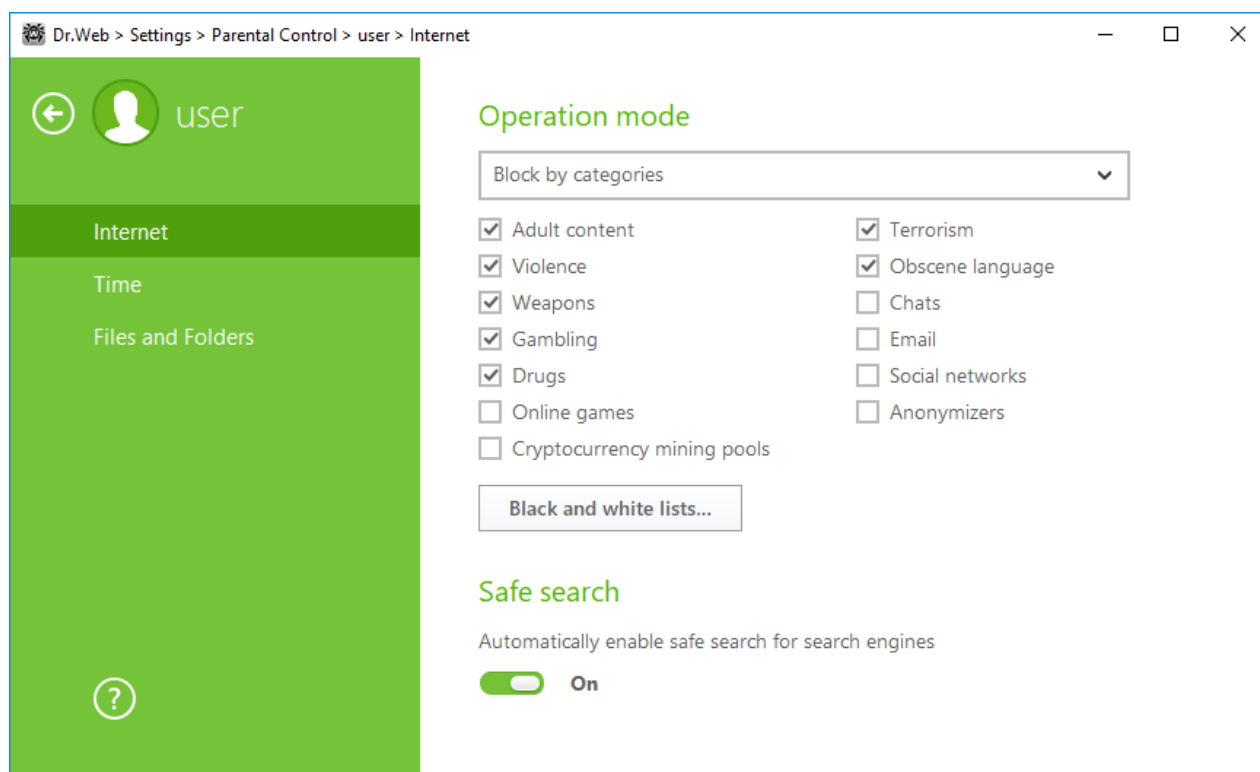 Dr.Web > Settings > Parental Control > user > Internet
user
Internet
Time
Files and Folders
?
Operation mode
Block by categories
Adult content
Violence
Weapons
Gambling
Drugs
Online games
Cryptocurrency mining pools
Terrorism
Obscene language
Chats
Email
Social networks
Anonymizers
Black and white lists...
Safe search
Automatically enable safe search for search engines
On